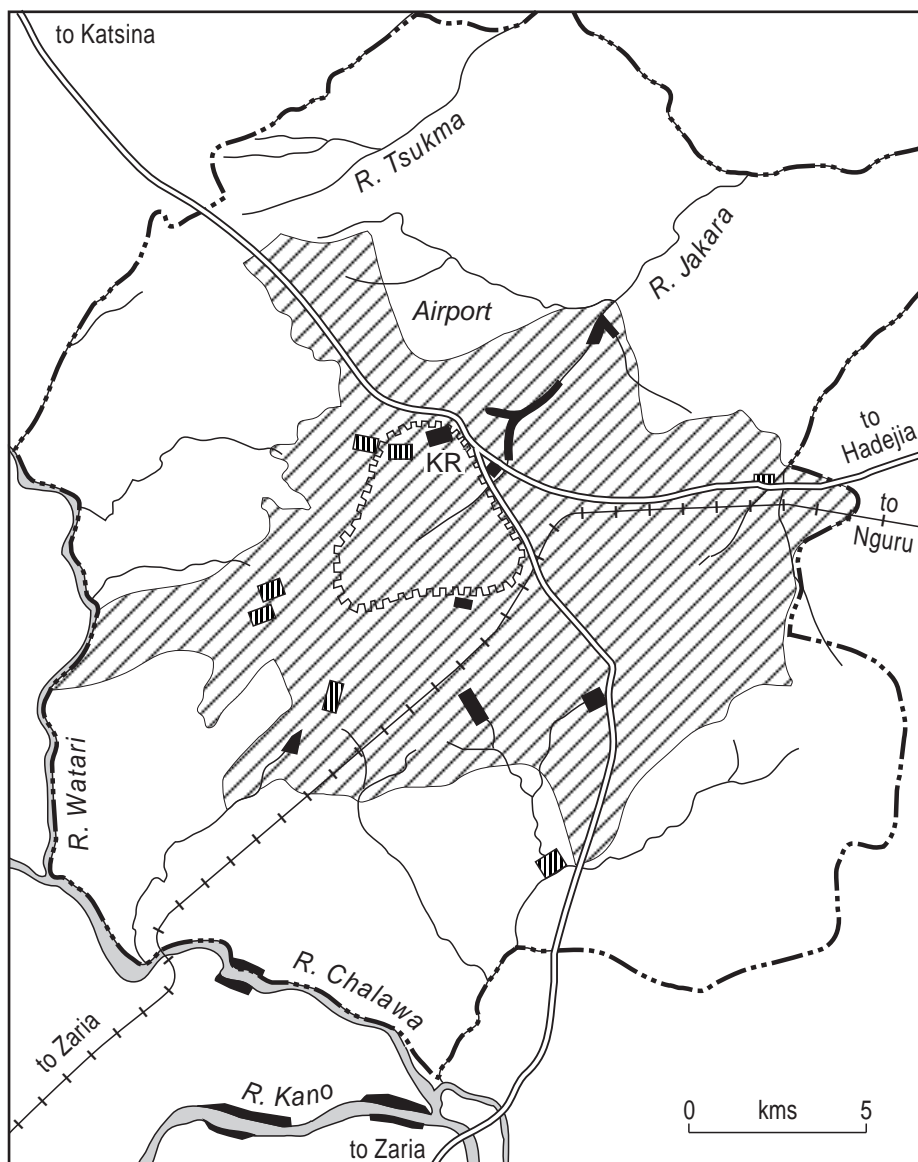 to Katsina
R. Tsukma
R. Jakara
Airport
to
Hadejia
KR
to
Nguru
R. Watari
R. Chalawa
to Zaria
R. Kano
to Zaria
0 kms 5